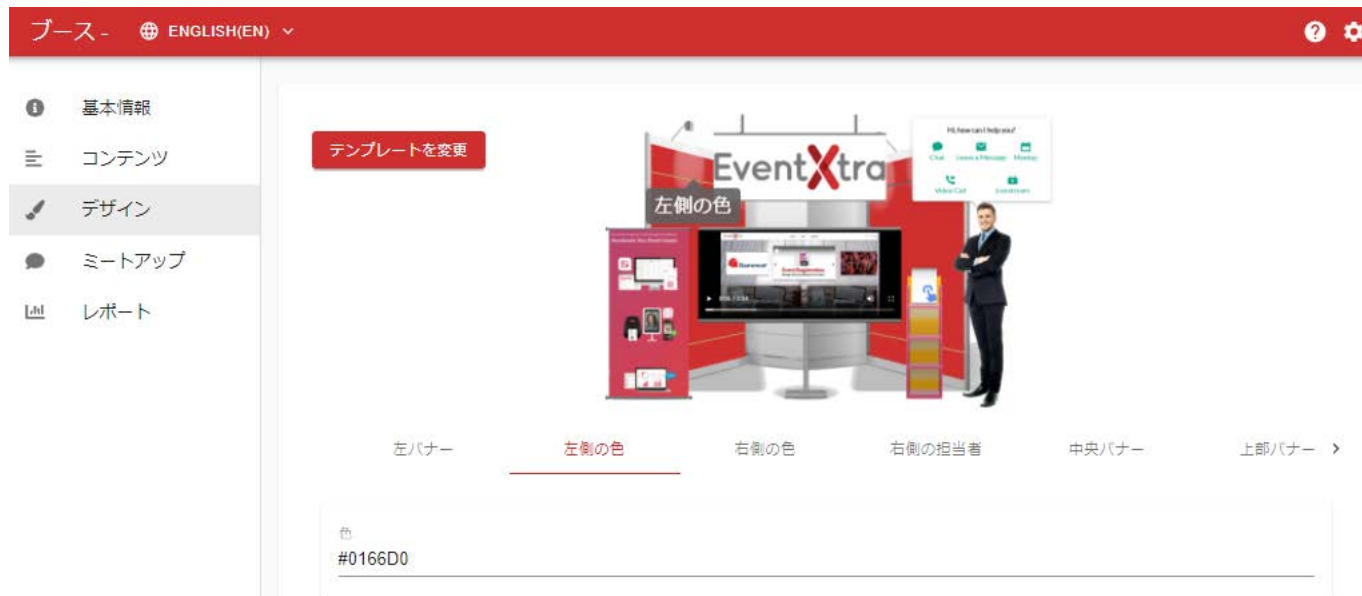 ブース -
ENGLISH(EN)
基本情報
コンテンツ
デザイン
ミートアップ
レポート
テンプレートを変更
EventXtra
Hi, how can I help you?
Chat Leave a Message Meetup
Video Call Livestream
左側の色
左バナー
左側の色
右側の色
右側の担当者
中央バナー
上部バナー
色
#0166D0